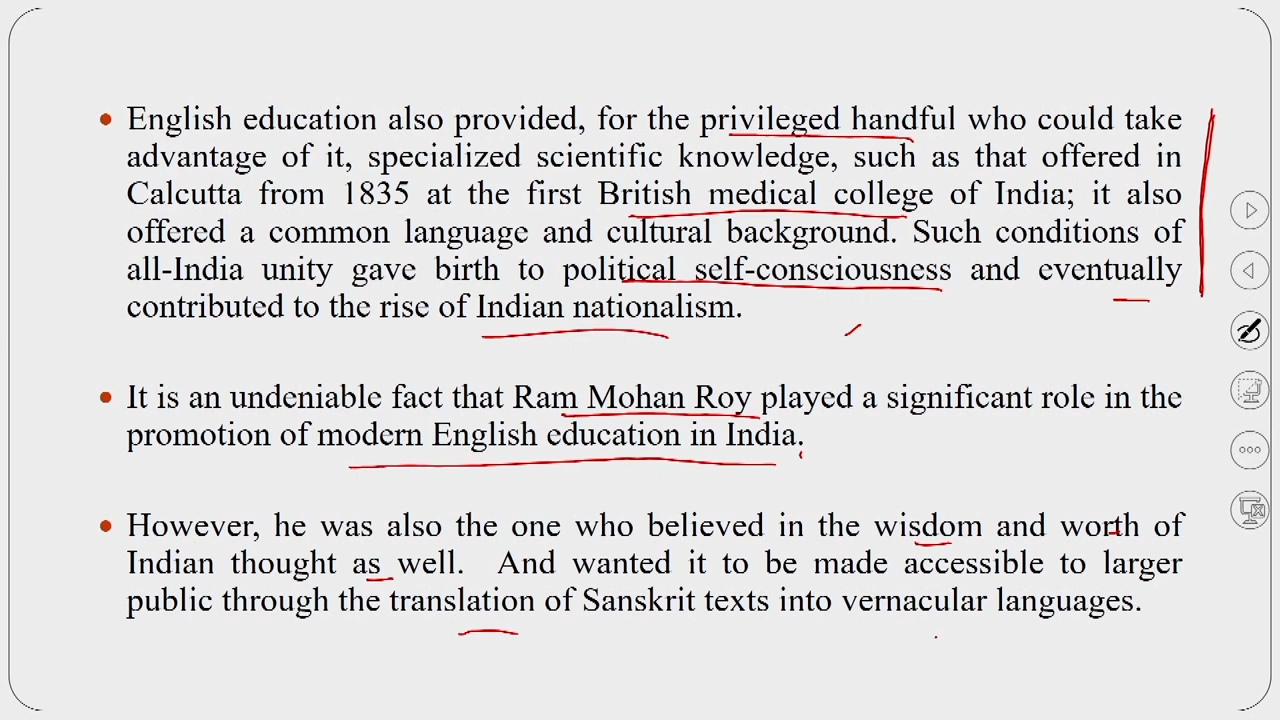 • English education also provided, for the privileged handful who could take
advantage of it, specialized scientific knowledge, such as that offered in
Calcutta from 1835 at the first British medical college of India; it also
offered a common language and cultural background. Such conditions of
all-India unity gave birth to political self-consciousness and eventually
contributed to the rise of Indian nationalism.
• It is an undeniable fact that Ram Mohan Roy played a significant role in the
promotion of modern English education in India.
• However, he was also the one who believed in the wisdom and worth of
Indian thought as well. And wanted it to be made accessible to larger
public through the translation of Sanskrit texts into vernacular languages.